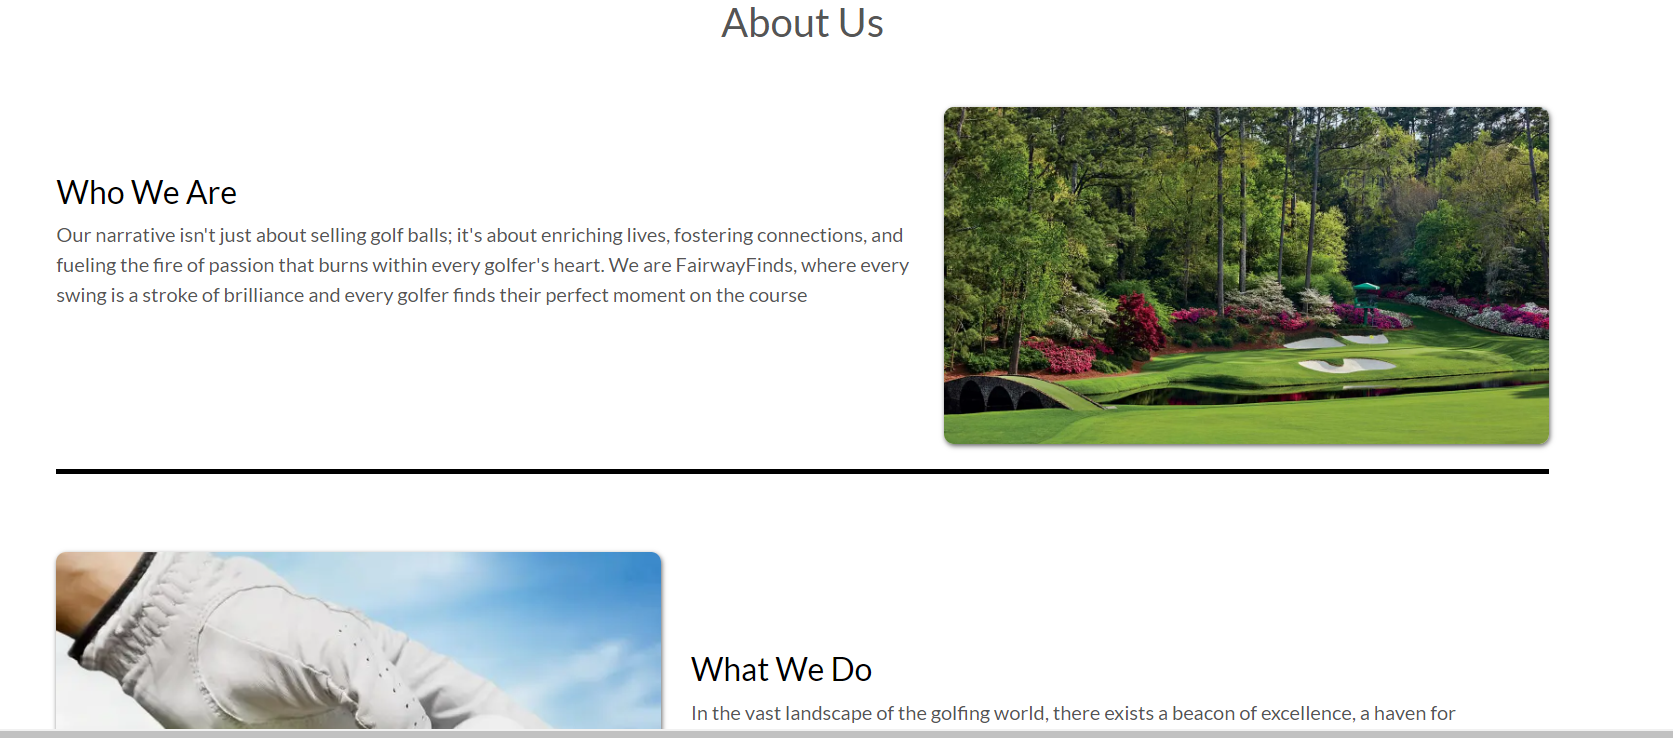 About Us
Who We Are
Our narrative isn't just about selling golf balls; it's about enriching lives, fostering connections, and
fueling the fire of passion that burns within every golfer's heart. We are FairwayFinds, where every
swing is a stroke of brilliance and every golfer finds their perfect moment on the course
What We Do
In the vast landscape of the golfing world, there exists a beacon of excellence, a haven for